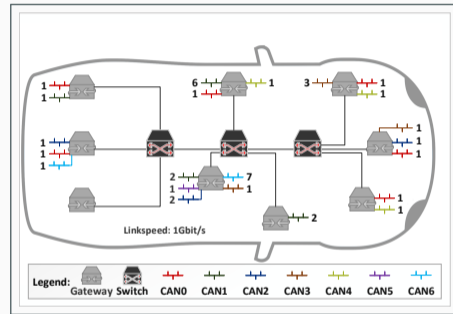 6 1 3 1
1 1 1
1 1
1 1
1 1
1 1
2 7
1 1 1
2 2 1
Linkspeed: 1Gbit/s
Legend:
Gateway Switch CAN0 CAN1 CAN2 CAN3 CAN4 CAN5 CAN6